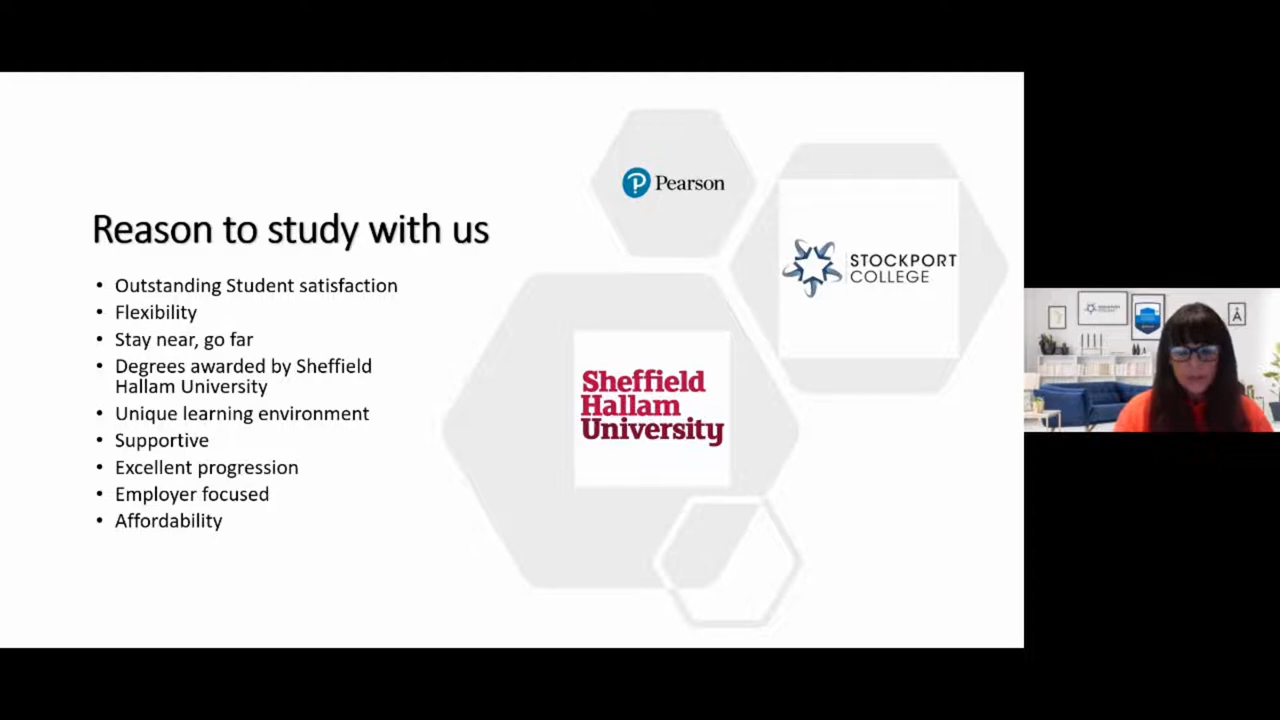 Reason to study with us
• Outstanding Student satisfaction
• Flexibility
• Stay near, go far
• Degrees awarded by Sheffield
Hallam University
• Unique learning environment
• Supportive
• Excellent progression
• Employer focused
• Affordability
Pearson
STOCKPORT
COLLEGE
Sheffield
Hallam
University